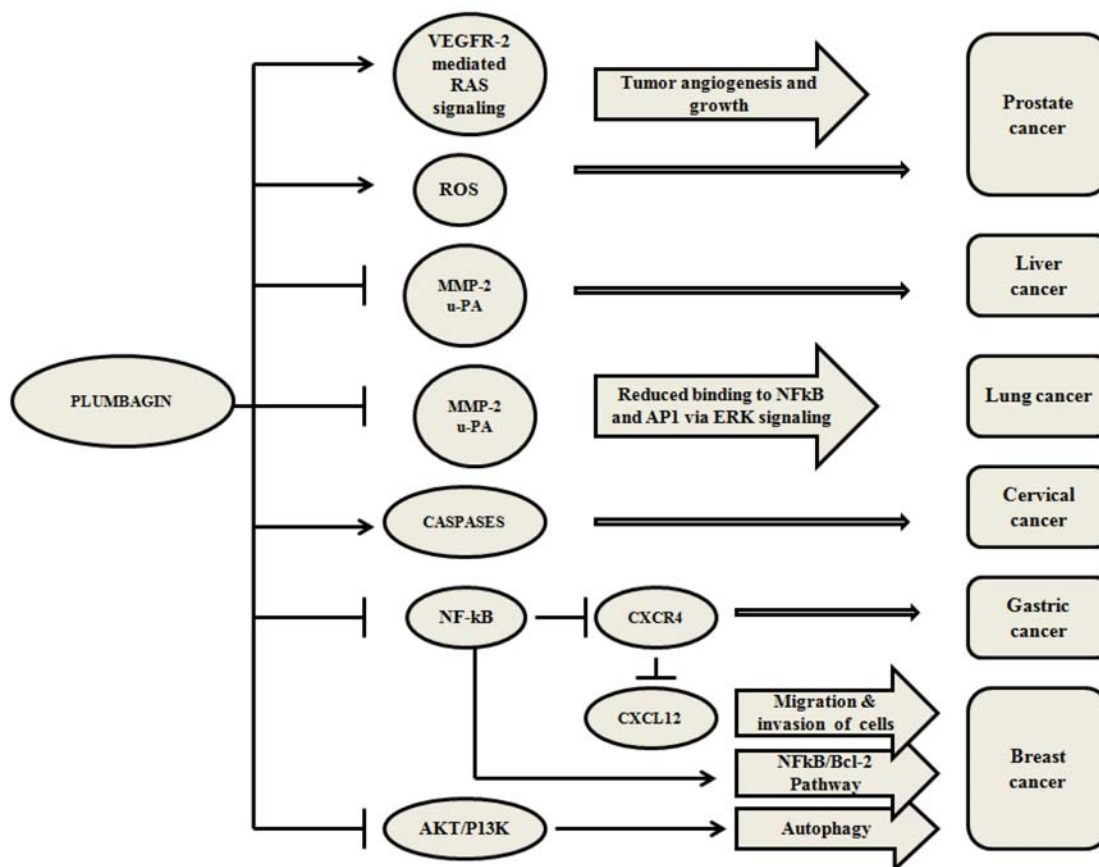 VEGFR-2
mediated
RAS
signaling
Tumor angiogenesis and
growth
Prostate
cancer
ROS
MMP-2
u-PA
Liver
cancer
PLUMBAGIN
MMP-2
u-PA
Reduced binding to NFkB
and AP1 via ERK signaling
Lung cancer
CASPASES
Cervical
cancer
NF-kB
CXCR4
Gastric
cancer
CXCL12
Migration &
invasion of cells
NFkB/Bcl-2
Pathway
Breast
cancer
AKT/P13K
Autophagy